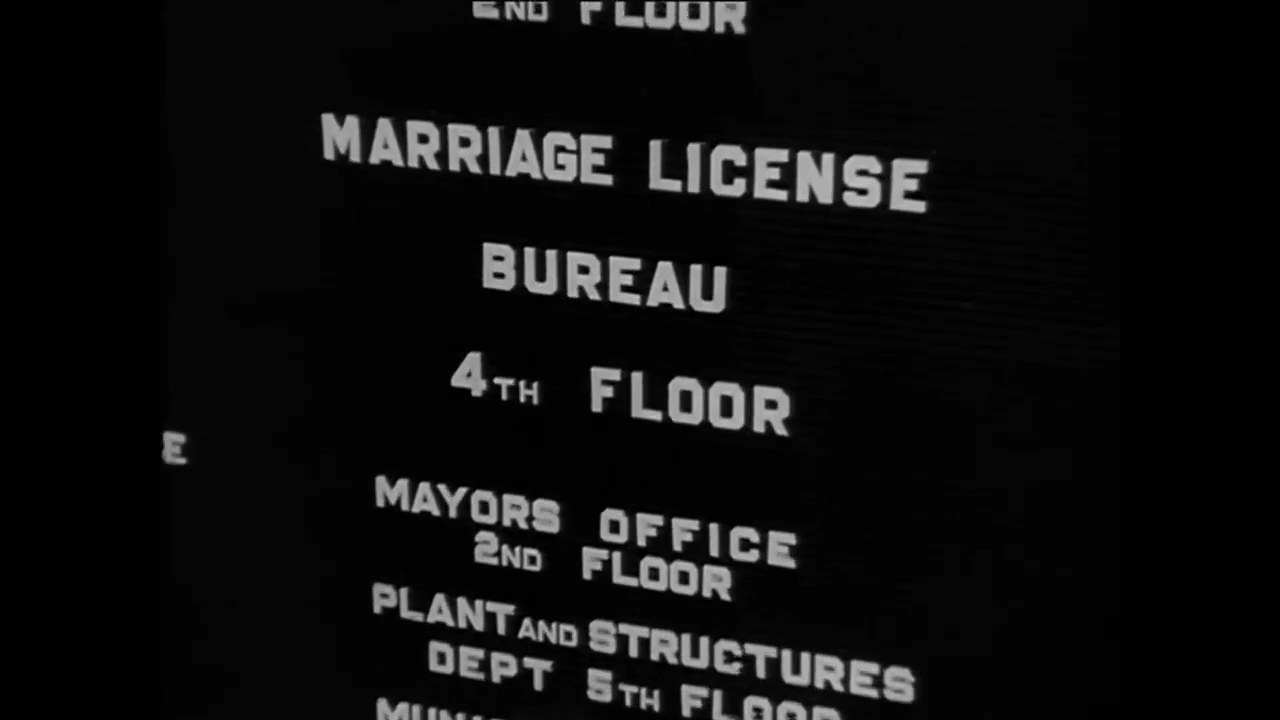 2ND FLOOR
MARRIAGE LICENSE
BUREAU
4TH FLOOR
E
MAYORS OFFICE
2ND FLOOR
PLANT AND STRUCTURES
DEPT 5TH FLOOR